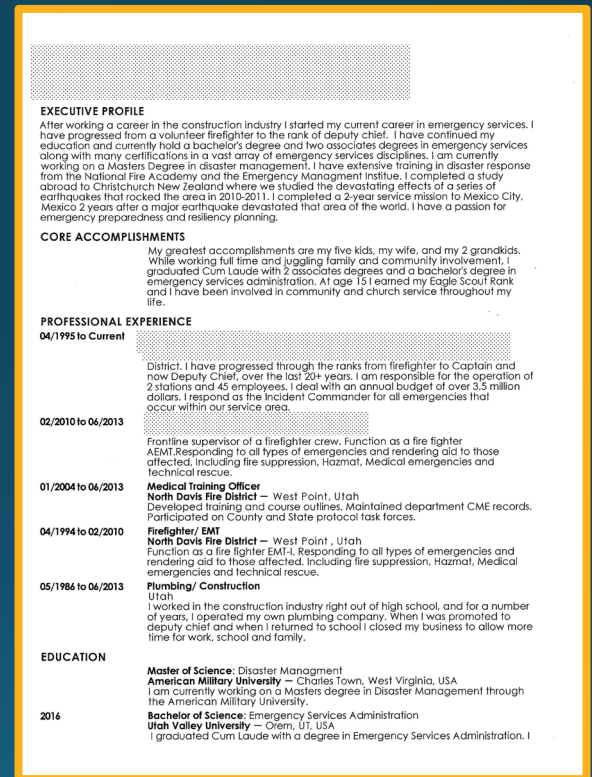 EXECUTIVE PROFILE
After working a career in the construction industry I started my current career in emergency services. I
have progressed from a volunteer firefighter to the rank of deputy chief. I have continued my
education and currently hold a bachelor's degree and two associates degrees in emergency services
along with many certifications in a vast array of emergency services disciplines. I am currently
working on a Masters Degree in disaster management. I have extensive training in disaster response
from the National Fire Academy and the Emergency Managment Institue. I completed a study
abroad to Christchurch New Zealand where we studied the devastating effects of a series of
earthquakes that rocked the area in 2010-2011. I completed a 2-year service mission to Mexico City,
Mexico 2 years after a major earthquake devastated that area of the world. I have a passion for
emergency preparedness and resiliency planning.
CORE ACCOMPLISHMENTS
My greatest accomplishments are my five kids, my wife, and my 2 grandkids.
While working full time and juggling family and community involvement, I
graduated Cum Laude with 2 associates degrees and a bachelor's degree in
emergency services administration. At age 15 I earned my Eagle Scout Rank
and I have been involved in community and church service throughout my
life.
PROFESSIONAL EXPERIENCE
04/1995 to Current
District. I have progressed through the ranks from firefighter to Captain and
now Deputy Chief, over the last 20+ years. I am responsible for the operation of
2 stations and 45 employees. I deal with an annual budget of over 3.5 million
dollars. I respond as the Incident Commander for all emergencies that
occur within our service area.
02/2010 to 06/2013
Frontline supervisor of a firefighter crew. Function as a fire fighter
AEMT.Responding to all types of emergencies and rendering aid to those
affected, Including fire suppression, Hazmat, Medical emergencies and
technical rescue.
01/2004 to 06/2013 Medical Training Officer
North Davis Fire District — West Point, Utah
Developed training and course outlines. Maintained department CME records.
Participated on County and State protocol task forces.
04/1994 to 02/2010 Firefighter/ EMT
North Davis Fire District — West Point , Utah
Function as a fire fighter EMT-I. Responding to all types of emergencies and
rendering aid to those affected. Including fire suppression, Hazmat, Medical
emergencies and technical rescue.
05/1986 to 06/2013 Plumbing/ Construction
Utah
I worked in the construction industry right out of high school, and for a number
of years, I operated my own plumbing company. When I was promoted to
deputy chief and when I returned to school I closed my business to allow more
time for work, school and family.
EDUCATION
Master of Science: Disaster Managment
American Military University — Charles Town, West Virginia, USA
I am currently working on a Masters degree in Disaster Management through
the American Military University.
2016 Bachelor of Science: Emergency Services Administration
Utah Valley University — Orem, UT, USA
I graduated Cum Laude with a degree in Emergency Services Administration. I